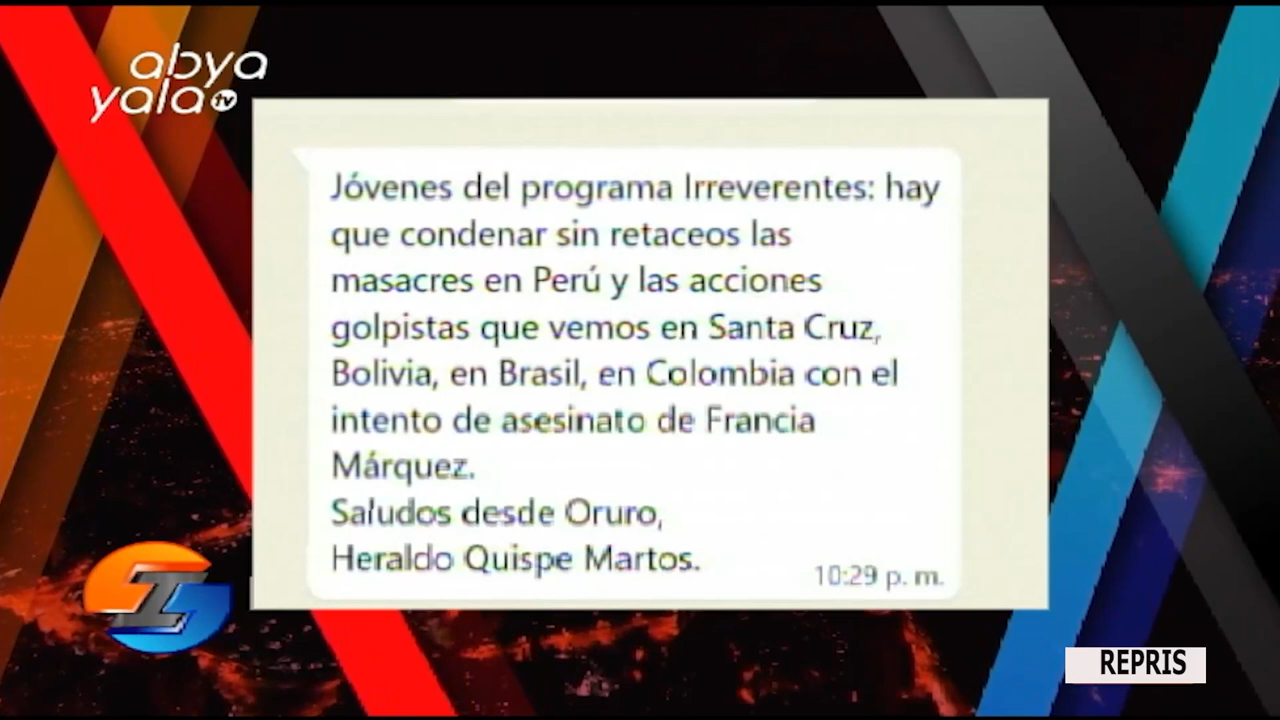 abya
yala tv
Jóvenes del programa Irreverentes: hay
que condenar sin retaceos las
masacres en Perú y las acciones
golpistas que vemos en Santa Cruz,
Bolivia, en Brasil, en Colombia con el
intento de asesinato de Francia
Márquez.
Saludos desde Oruro,
Heraldo Quispe Martos.
10:29 p. m.
I
REPRIS